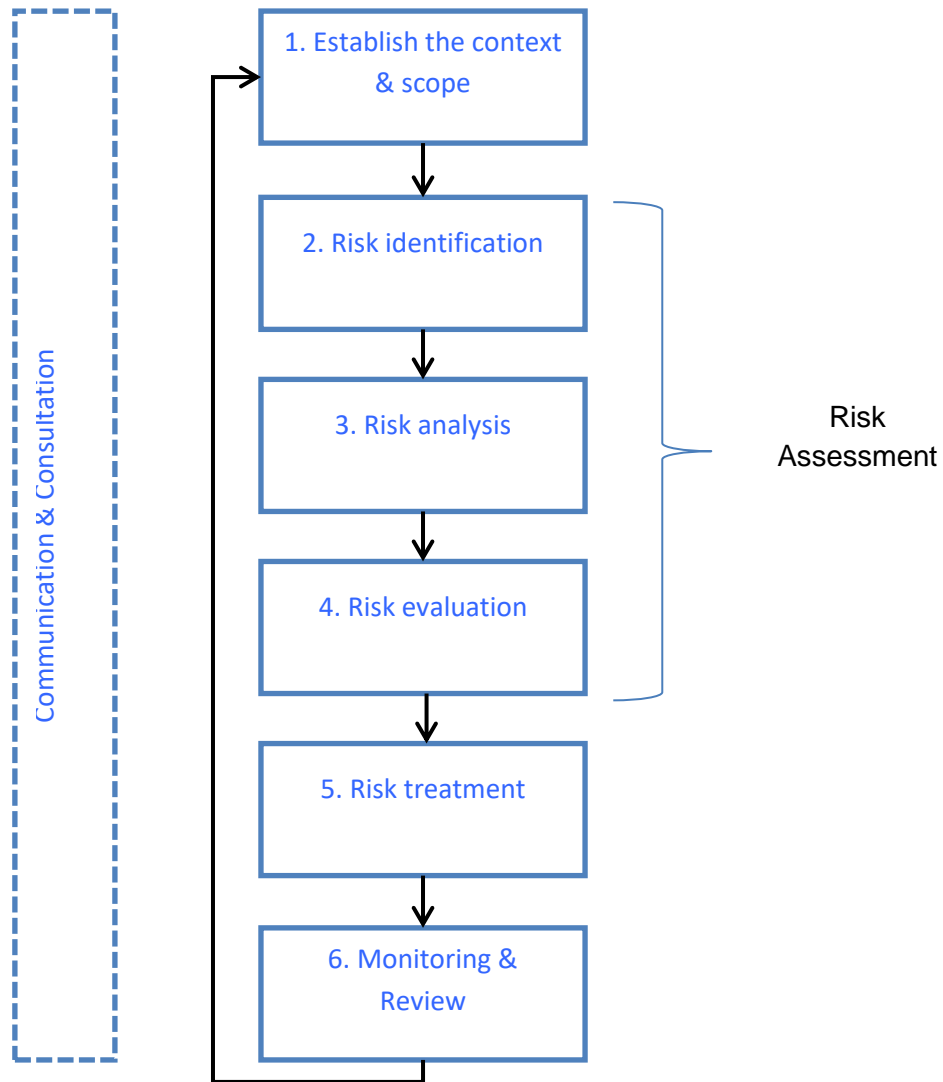 1. Establish the context
& scope
2. Risk identification
3. Risk analysis
4. Risk evaluation
5. Risk treatment
6. Monitoring &
Review
Communication & Consultation
Risk
Assessment